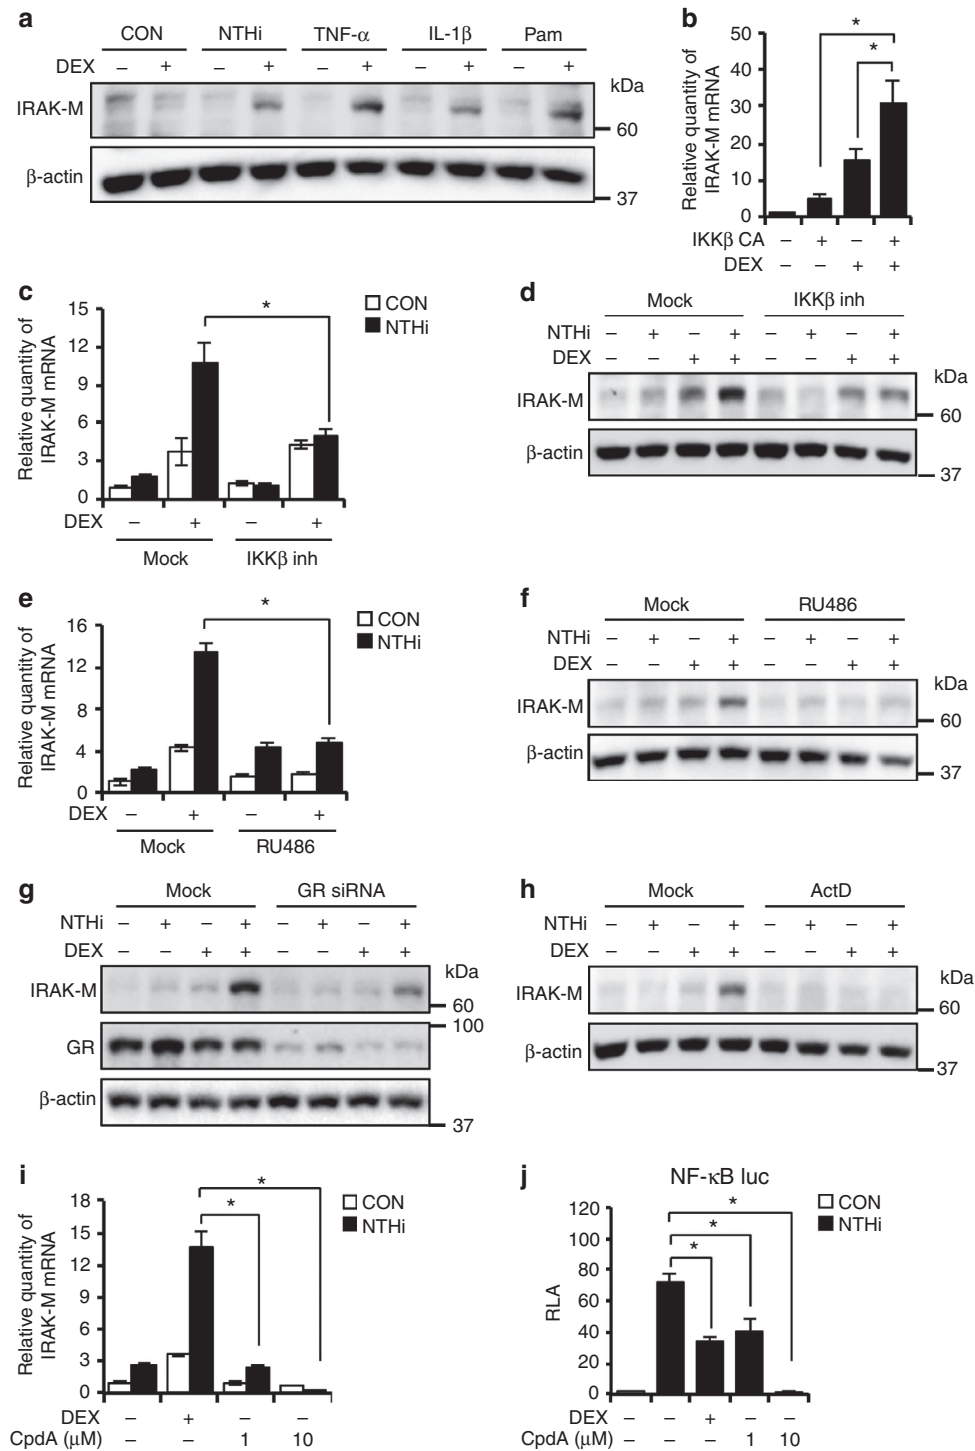 a
CON NTHi TNF-α IL-1β Pam
DEX – + – + – + – + – +
IRAK-M
kDa
60
β-actin
37
b
Relative quantity of
IRAK-M mRNA
50
40
30
20
10
0
* *
IKKβ CA – + – +
DEX – – + +
c
Relative quantity of
IRAK-M mRNA
15
12
9
6
3
0
*
CON
NTHi
DEX – + – +
Mock IKKβ inh
d
Mock IKKβ inh
NTHi – + – + – + – +
DEX – – + + – – + +
IRAK-M
kDa
60
β-actin
37
e
Relative quantity of
IRAK-M mRNA
16
12
8
4
0
*
CON
NTHi
DEX – + – +
Mock RU486
f
Mock RU486
NTHi – + – + – + – +
DEX – – + + – – + +
IRAK-M
kDa
60
β-actin
37
g
Mock GR siRNA
NTHi – + – + – + – +
DEX – – + + – – + +
IRAK-M
kDa
60
100
GR
β-actin
37
h
Mock ActD
NTHi – + – + – + – +
DEX – – + + – – + +
IRAK-M
kDa
60
β-actin
37
i
Relative quantity of
IRAK-M mRNA
18
15
12
9
6
3
0
*
*
CON
NTHi
DEX – + – –
CpdA (μM) – – 1 10
j
NF-κB luc
RLA
120
100
80
60
40
20
0
*
*
*
CON
NTHi
DEX – – + – –
CpdA (μM) – – – 1 10